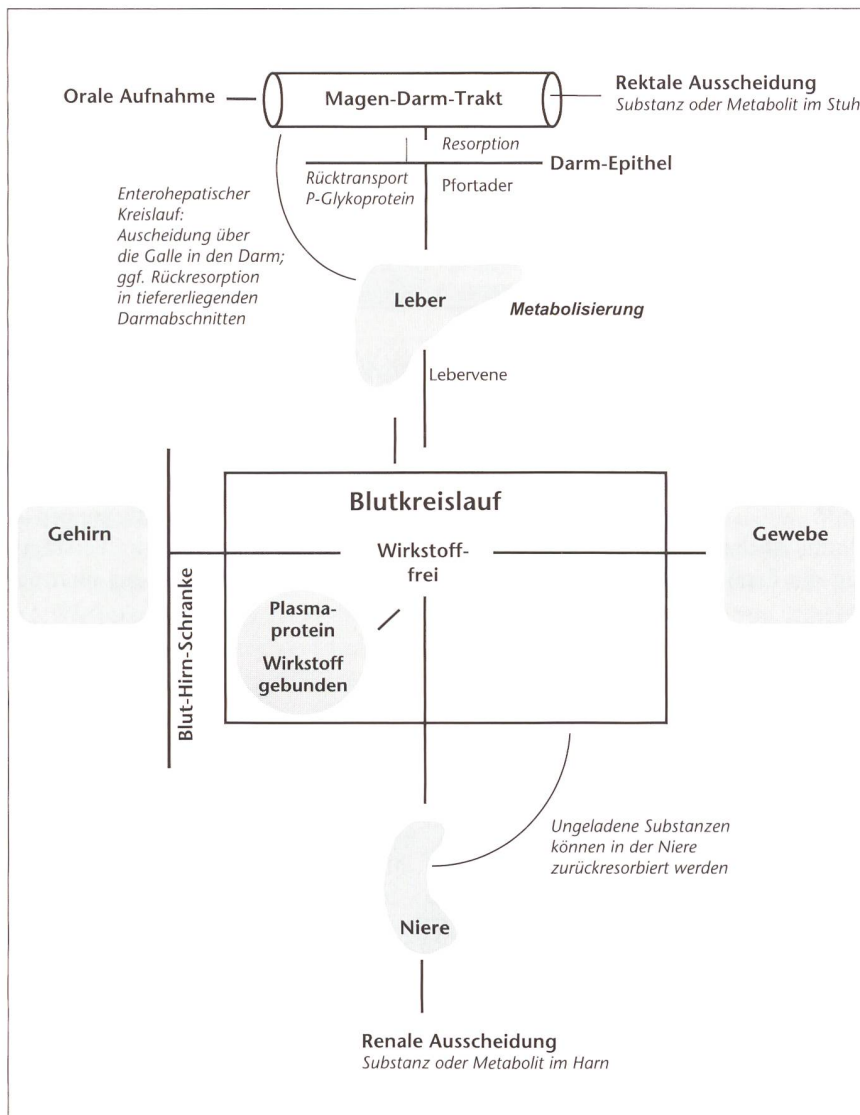 Orale Aufnahme
Magen-Darm-Trakt
Rektale Ausscheidung
Substanz oder Metabolit im Stuh
Resorption
Darm-Epithel
Rücktransport
P-Glykoprotein
Pfortader
Enterohepatischer
Kreislauf:
Auscheidung über
die Galle in den Darm;
ggf. Rückresorption
in tiefererliegenden
Darmabschnitten
Leber
Metabolisierung
Lebervene
Blutkreislauf
Gehirn
Gewebe
Wirkstoff-
frei
Blut-Hirn-Schranke
Plasma-
protein
Wirkstoff
gebunden
Ungeladene Substanzen
können in der Niere
zurückresorbiert werden
Niere
Renale Ausscheidung
Substanz oder Metabolit im Harn